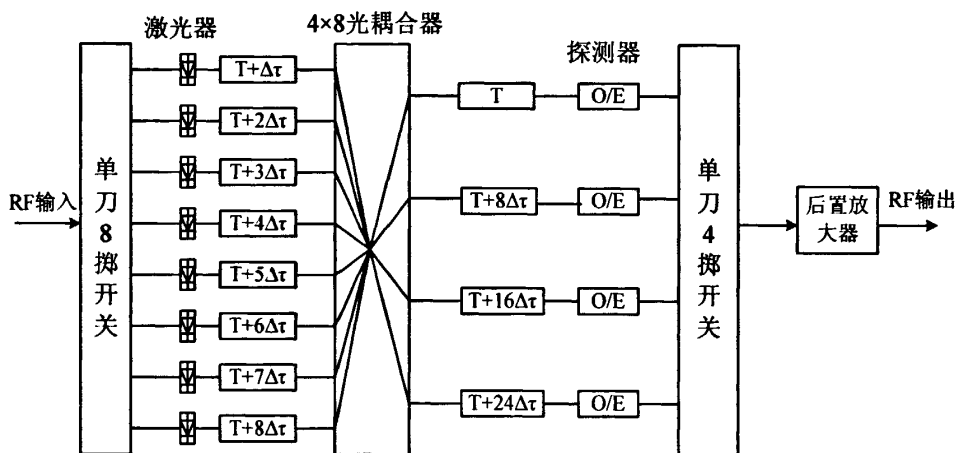 激光器
4×8光耦合器
探测器
单刀8掷开关
RF输入
T+Δτ
T+2Δτ
T+3Δτ
T+4Δτ
T+5Δτ
T+6Δτ
T+7Δτ
T+8Δτ
T
T+8Δτ
T+16Δτ
T+24Δτ
O/E
O/E
O/E
O/E
单刀4掷开关
后置放
大器
RF输出